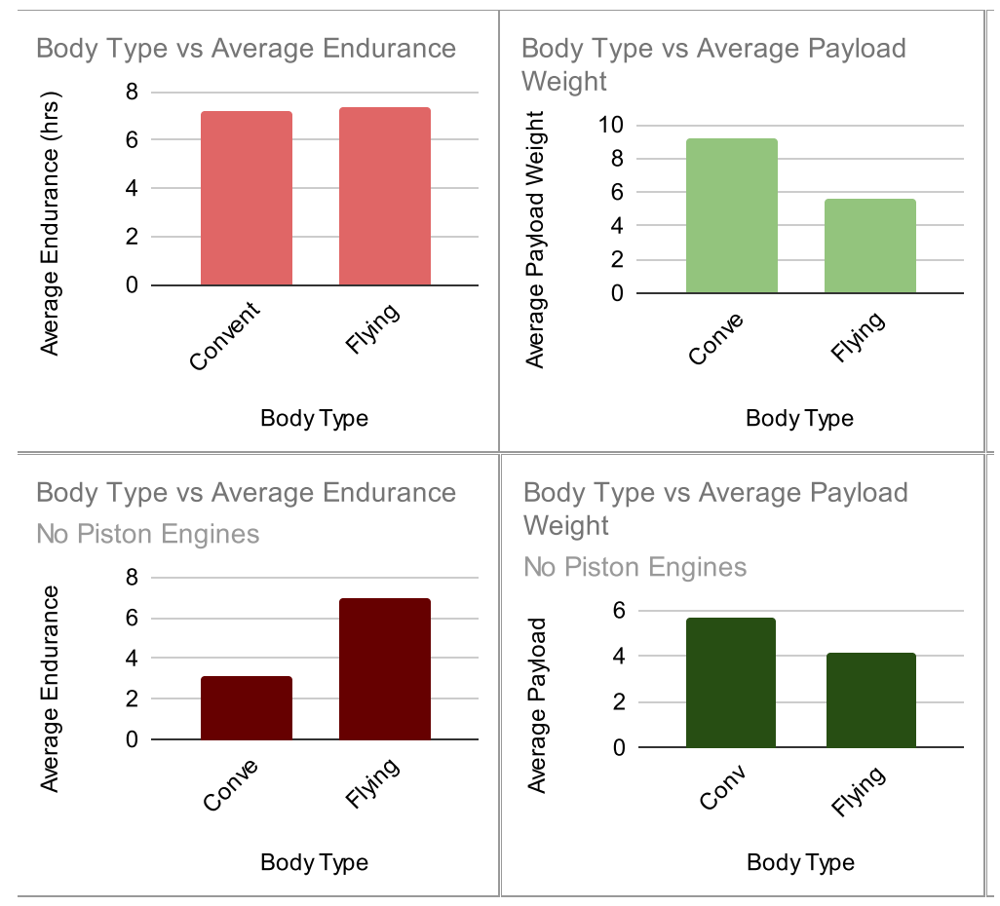 Body Type vs Average Endurance
Average Endurance (hrs)
8
6
4
2
0
Convent
Flying
Body Type
Body Type vs Average Payload
Weight
Average Payload Weight
10
8
6
4
2
0
Conve
Flying
Body Type
Body Type vs Average Endurance
No Piston Engines
Average Endurance
8
6
4
2
0
Conve
Flying
Body Type
Body Type vs Average Payload
Weight
No Piston Engines
Average Payload
6
4
2
0
Conv
Flying
Body Type